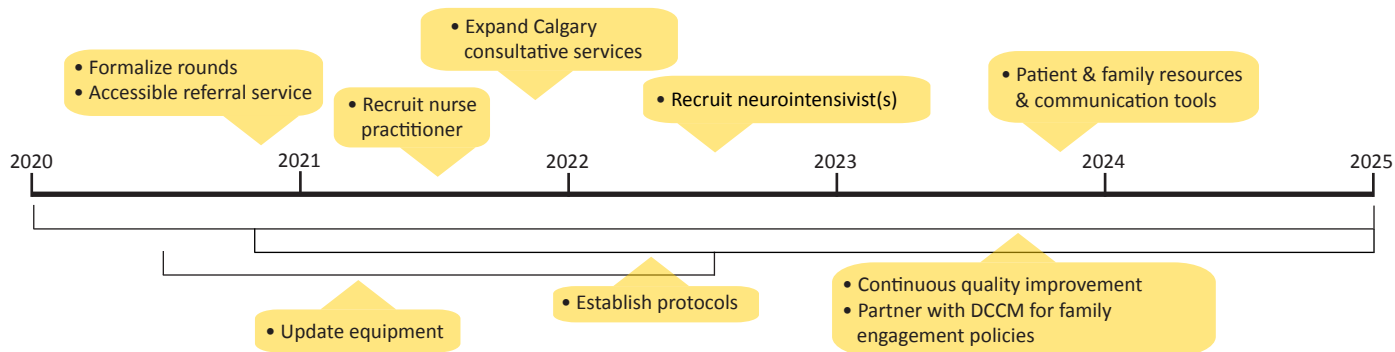 • Expand Calgary
consultative services
• Formalize rounds
• Accessible referral service
• Recruit nurse
practitioner
• Recruit neurointensivist(s)
• Patient & family resources
& communication tools
2020
2021
2022
2023
2024
2025
• Update equipment
• Establish protocols
• Continuous quality improvement
• Partner with DCCM for family
engagement policies